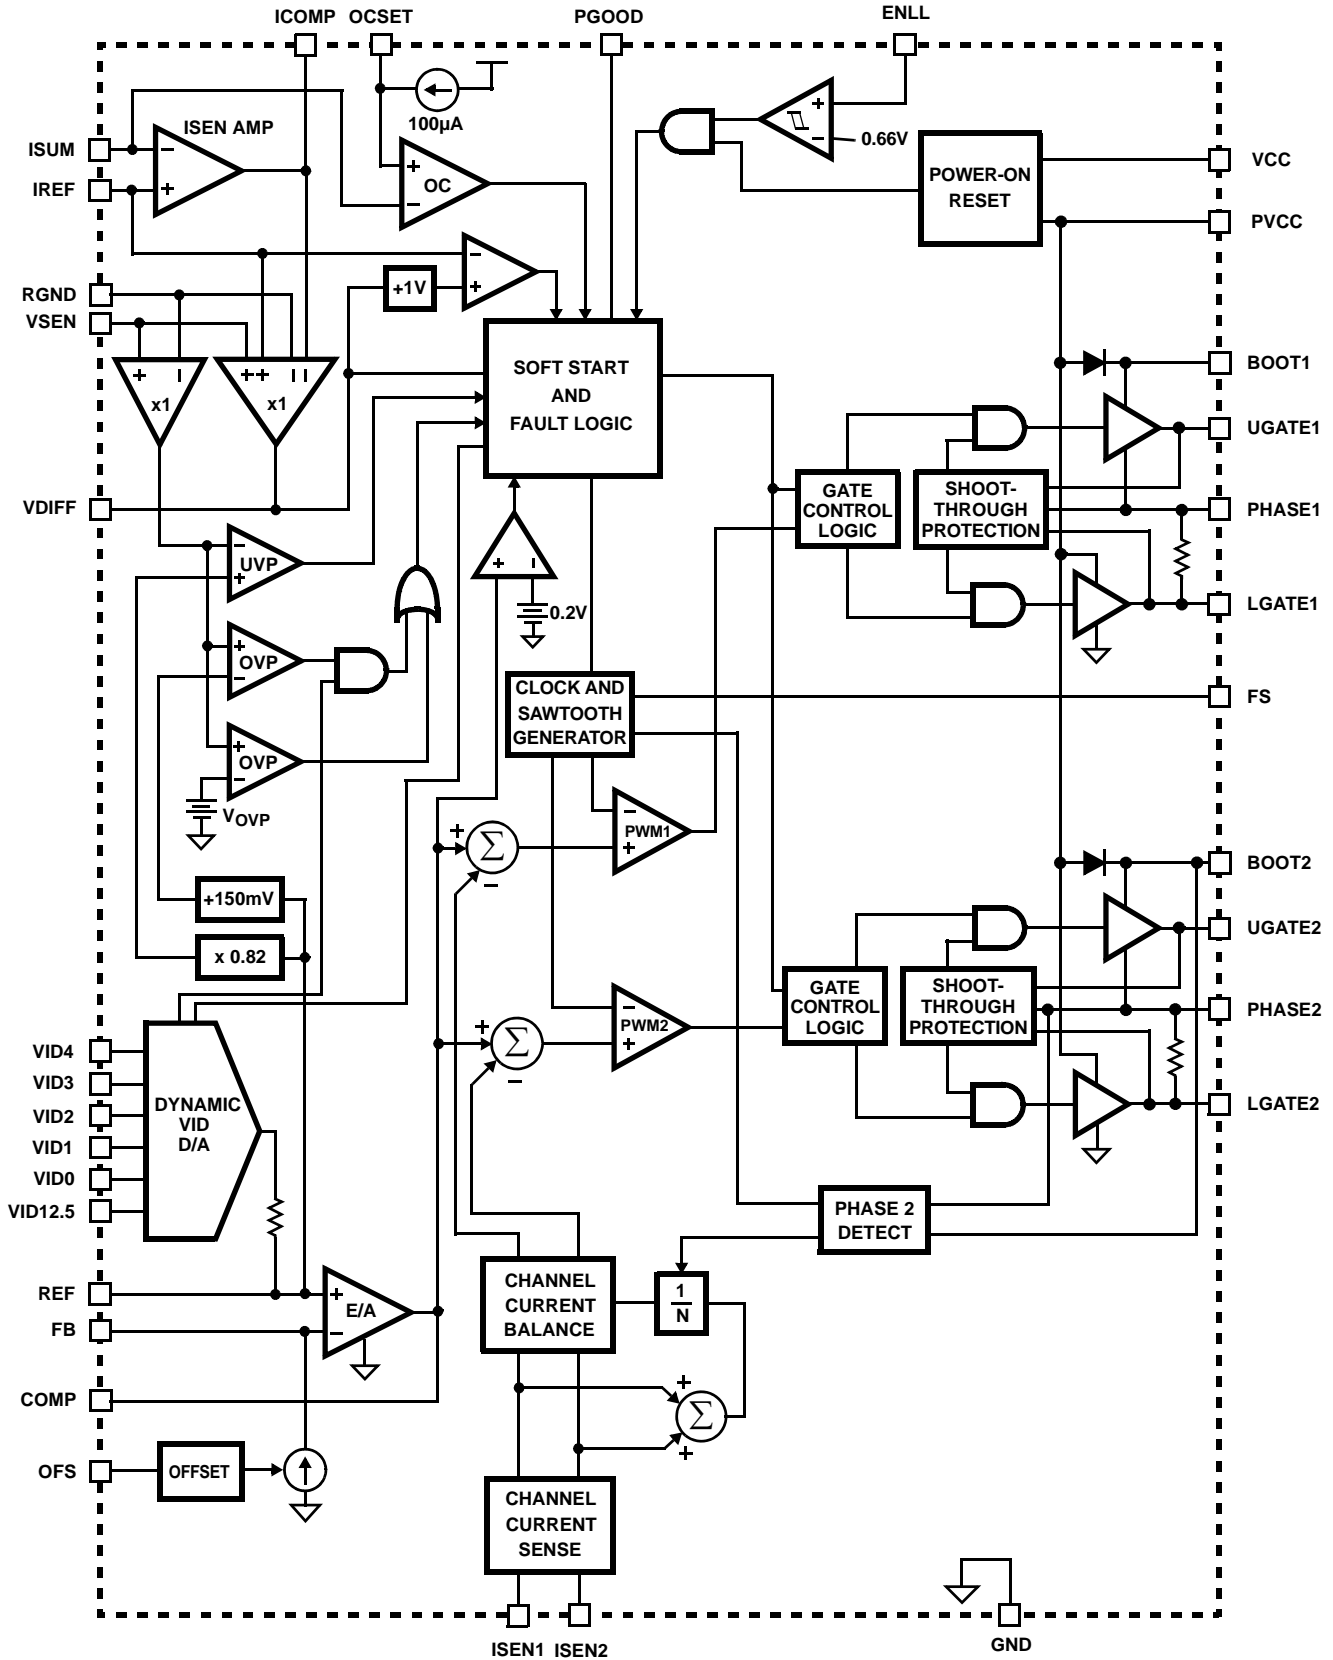 ICOMP OCSET PGOOD ENLL
100µA
ISEN AMP
ISUM
−
+
IREF
+
OC
−
+
−
0.66V
POWER-ON
RESET
VCC
PVCC
−
+
+1V
RGND
VSEN
+ −
x1
++ − −
x1
SOFT START
AND
FAULT LOGIC
BOOT1
UGATE1
PHASE1
LGATE1
GATE
CONTROL
LOGIC
SHOOT-
THROUGH
PROTECTION
VDIFF
−
UVP
+
+ −
0.2V
+
OVP
−
+
OVP
−
VOVP
CLOCK AND
SAWTOOTH
GENERATOR
FS
−
PWM1
+
+
Σ
−
+150mV
x 0.82
BOOT2
UGATE2
PHASE2
LGATE2
GATE
CONTROL
LOGIC
SHOOT-
THROUGH
PROTECTION
−
PWM2
+
+
Σ
−
VID4
VID3
VID2
VID1
VID0
VID12.5
DYNAMIC
VID
D/A
PHASE 2
DETECT
REF
FB
+
E/A
−
CHANNEL
CURRENT
BALANCE
1
N
COMP
+
Σ
+
OFS
OFFSET
CHANNEL
CURRENT
SENSE
ISEN1 ISEN2
GND